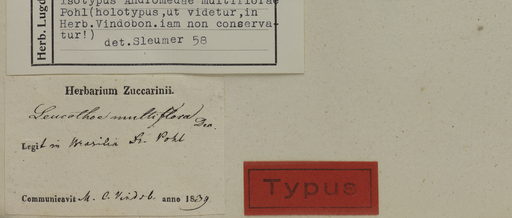 isotypus Andromedae multiflorae
Pohl(holotypus,ut videtur,in
Herb.Vindobon.iam non conserva-
tur!)
det.Sleumer 58
Herb. Lugd
Herbarium Zuccarinii.
Leucothoe multiflora
Dec.
Legit in Brasilia Dr. Pohl
Communicavit M. C. Vindob. anno 1839
Typus